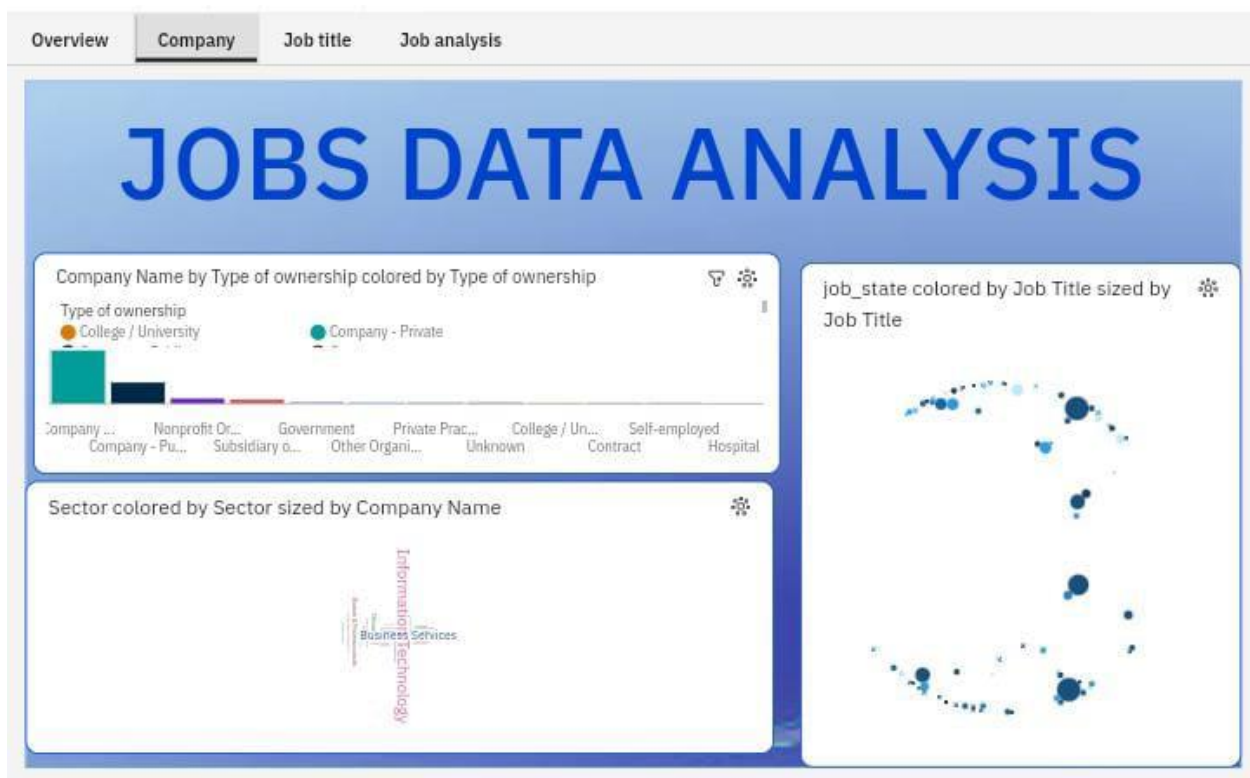 Overview Company Job title Job analysis
JOBS DATA ANALYSIS
Company Name by Type of ownership colored by Type of ownership
Type of ownership
College / University Company - Private
Company ... Nonprofit Or... Government Private Prac... College / Un... Self-employed
Company - Pu... Subsidiary o... Other Organi... Unknown Contract Hospital
job_state colored by Job Title sized by
Job Title
Sector colored by Sector sized by Company Name
Information Technology
Business Services